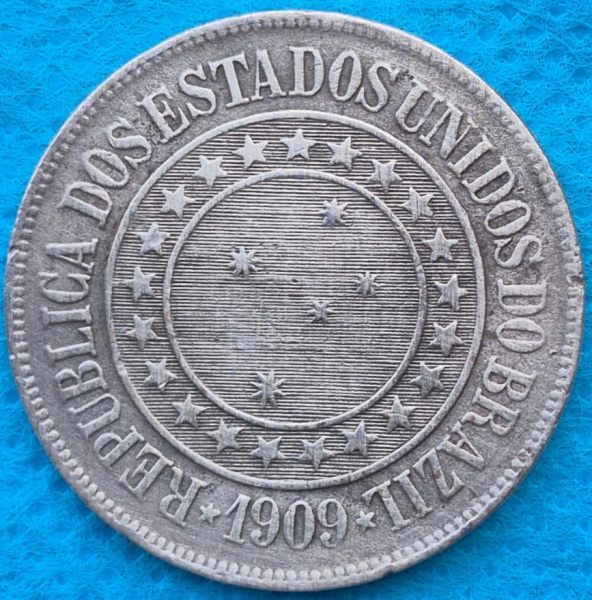 REPUBLICA DOS ESTADOS UNIDOS DO BRAZIL
1909